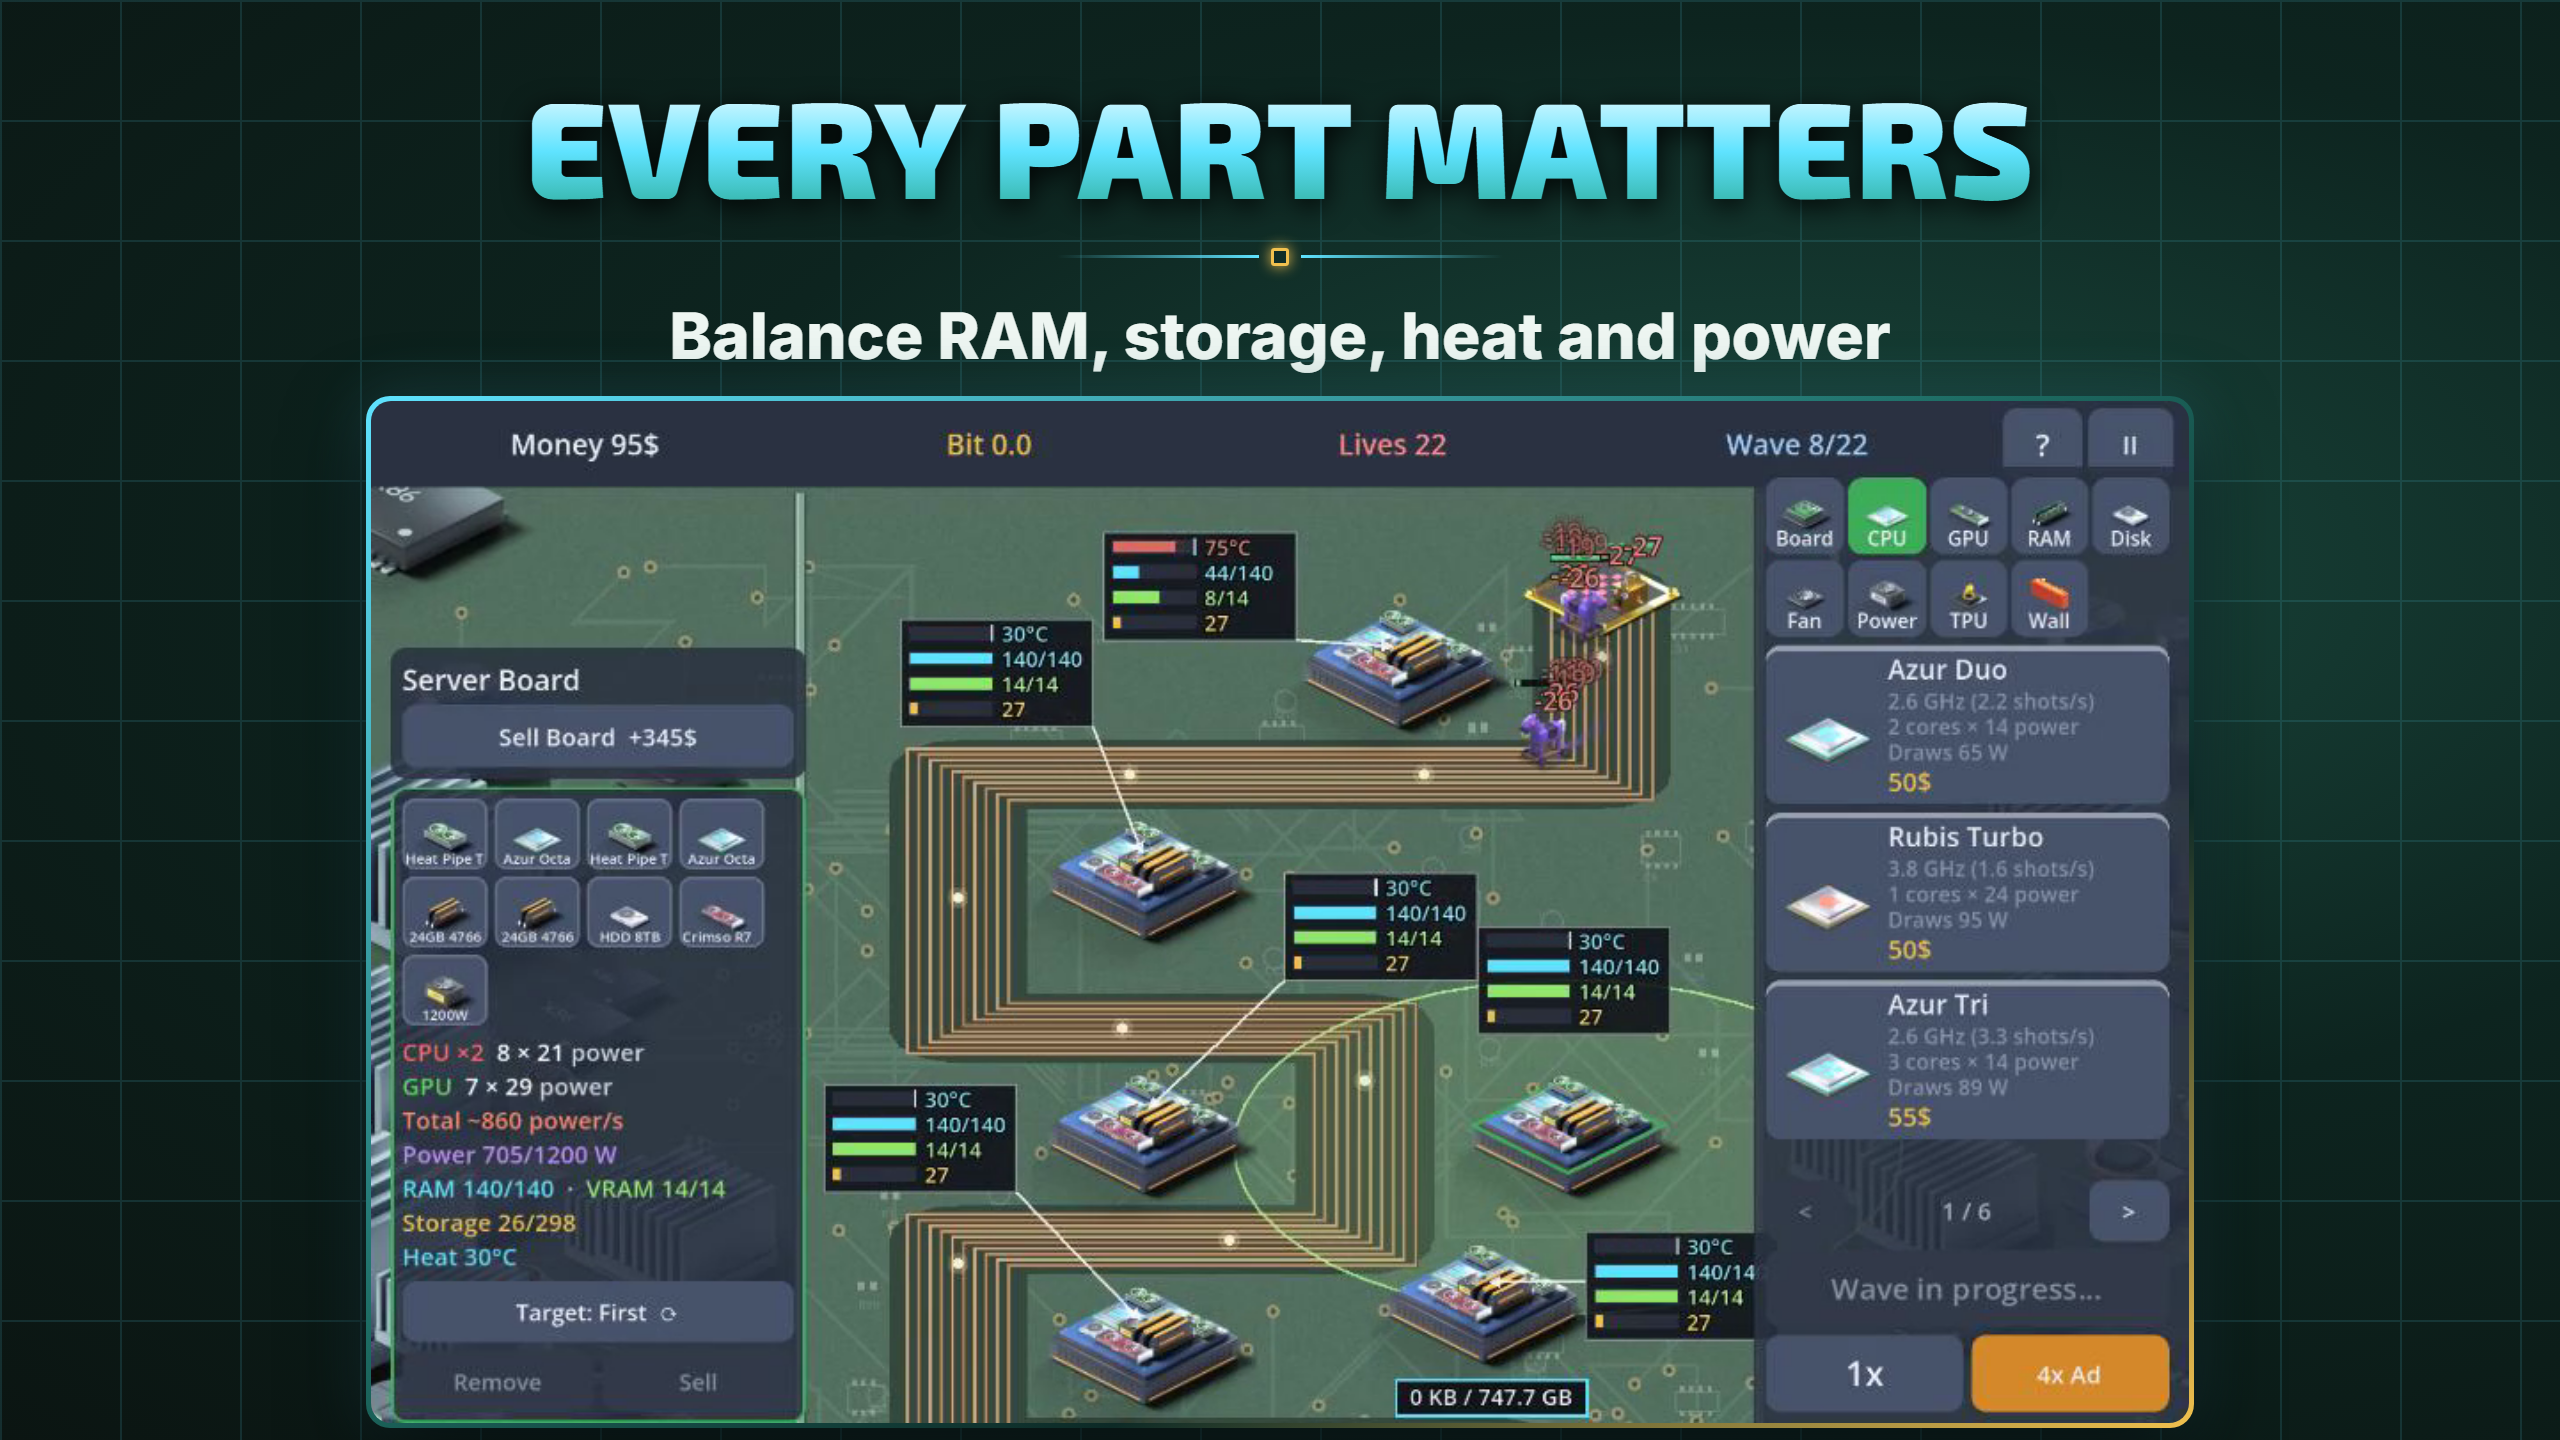 EVERY PART MATTERS
Balance RAM, storage, heat and power
Money 95$
Bit 0.0
Lives 22
Wave 8/22
?
II
Board
CPU
GPU
RAM
Disk
Fan
Power
TPU
Wall
Azur Duo
2.6 GHz (2.2 shots/s)
2 cores × 14 power
Draws 65 W
50$
Rubis Turbo
3.8 GHz (1.6 shots/s)
1 cores × 24 power
Draws 95 W
50$
Azur Tri
2.6 GHz (3.3 shots/s)
3 cores × 14 power
Draws 89 W
55$
<
1 / 6
>
Wave in progress...
1x
4x Ad
Server Board
Sell Board +345$
Heat Pipe T
Azur Octa
Heat Pipe T
Azur Octa
24GB 4766
24GB 4766
HDD 8TB
Crimso R7
1200W
CPU ×2 8 × 21 power
GPU 7 × 29 power
Total ~860 power/s
Power 705/1200 W
RAM 140/140 · VRAM 14/14
Storage 26/298
Heat 30°C
Target: First
Remove
Sell
75°C
44/140
8/14
27
30°C
140/140
14/14
27
30°C
140/140
14/14
27
30°C
140/140
14/14
27
30°C
140/140
14/14
27
30°C
140/14
14/14
27
-27
-26
-26
0 KB / 747.7 GB